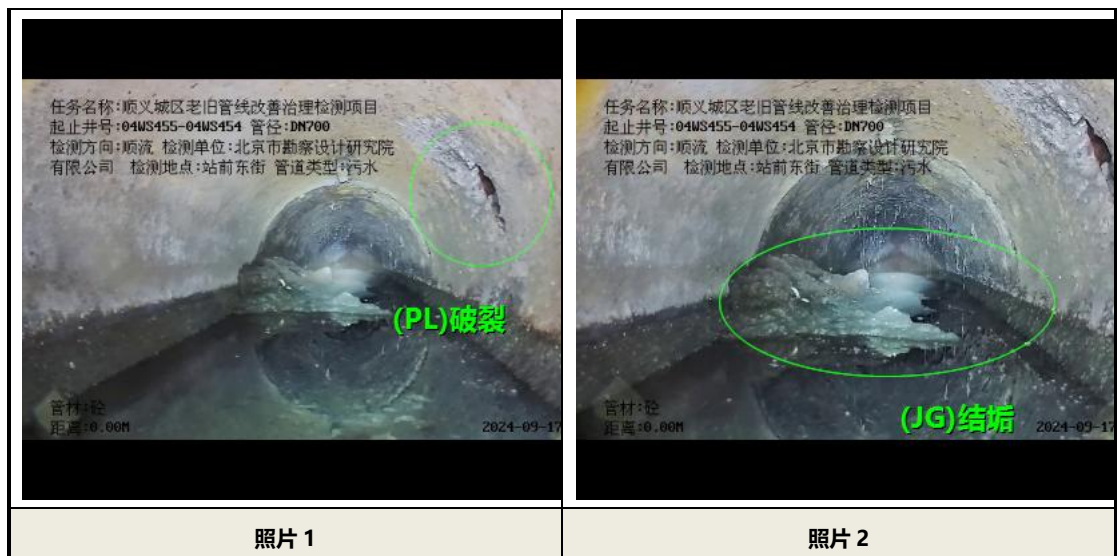 任务名称:顺义城区老旧管线改善治理检测项目
起止井号:04WS455-04WS454 管径:DN700
检测方向:顺流 检测单位:北京市勘察设计研究院
有限公司 检测地点:站前东街 管道类型:污水
(PL)破裂
管材:砼
距离:0.00M
2024-09-17
照片 1
任务名称:顺义城区老旧管线改善治理检测项目
起止井号:04WS455-04WS454 管径:DN700
检测方向:顺流 检测单位:北京市勘察设计研究院
有限公司 检测地点:站前东街 管道类型:污水
(JG)结垢
管材:砼
距离:0.00M
2024-09-17
照片 2